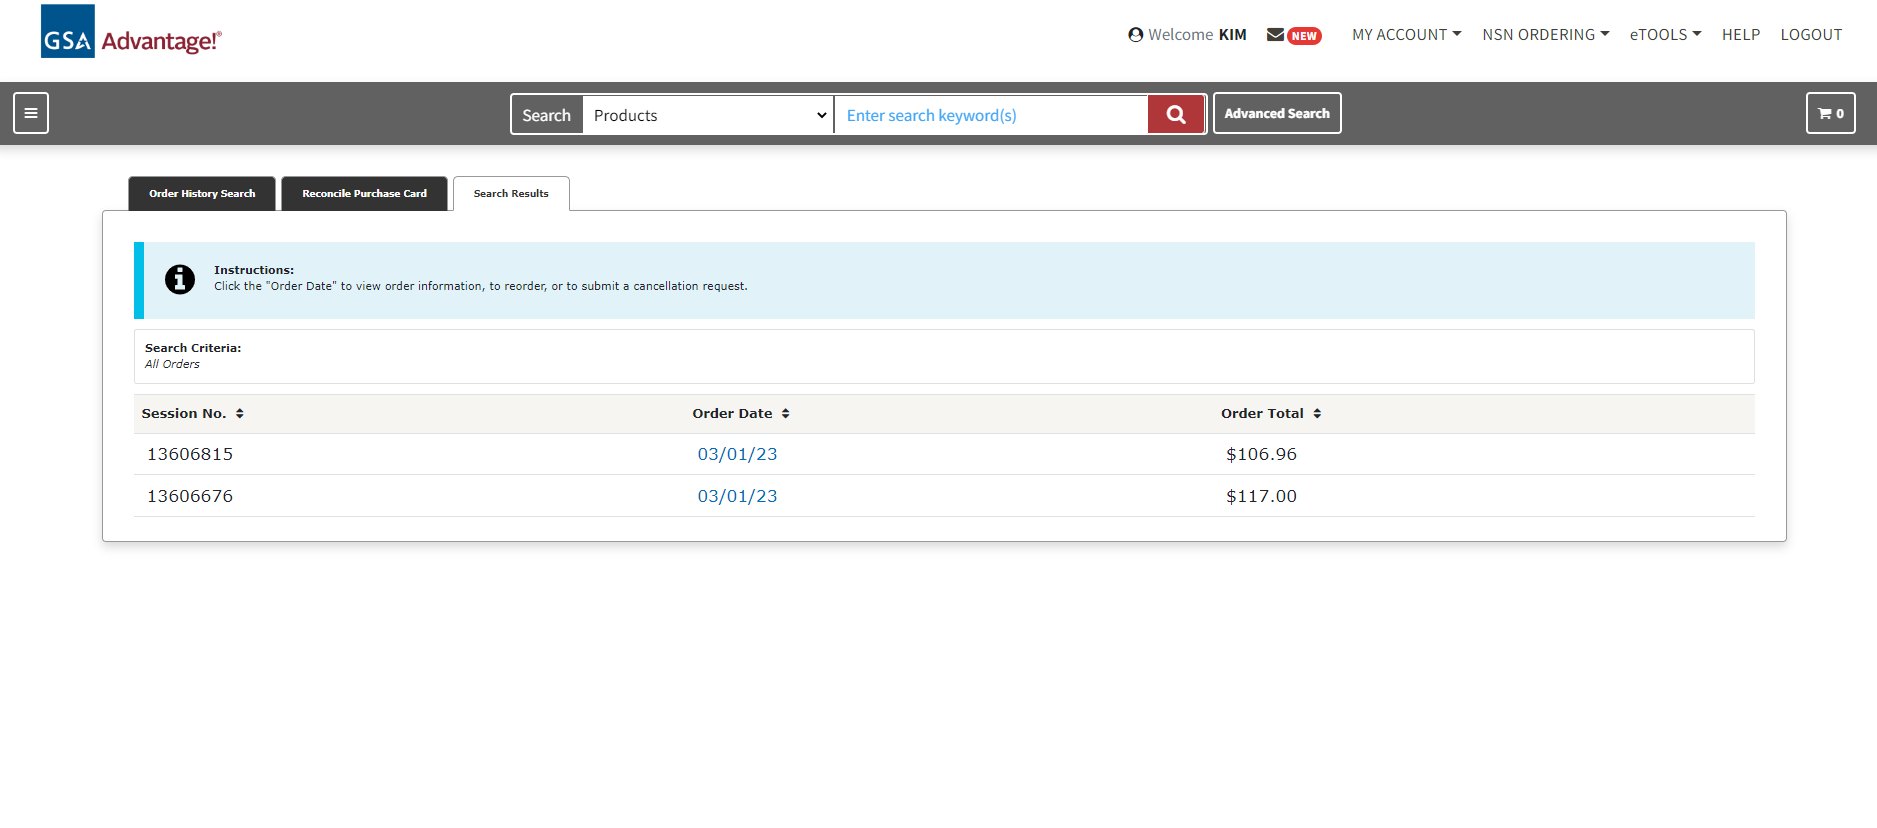 GSA Advantage!®
Welcome KIM NEW MY ACCOUNT NSN ORDERING eTOOLS HELP LOGOUT
Search Products Enter search keyword(s) Advanced Search 0
Order History Search Reconcile Purchase Card Search Results
Instructions:
Click the "Order Date" to view order information, to reorder, or to submit a cancellation request.
Search Criteria:
All Orders
Session No. Order Date Order Total
13606815 03/01/23 $106.96
13606676 03/01/23 $117.00